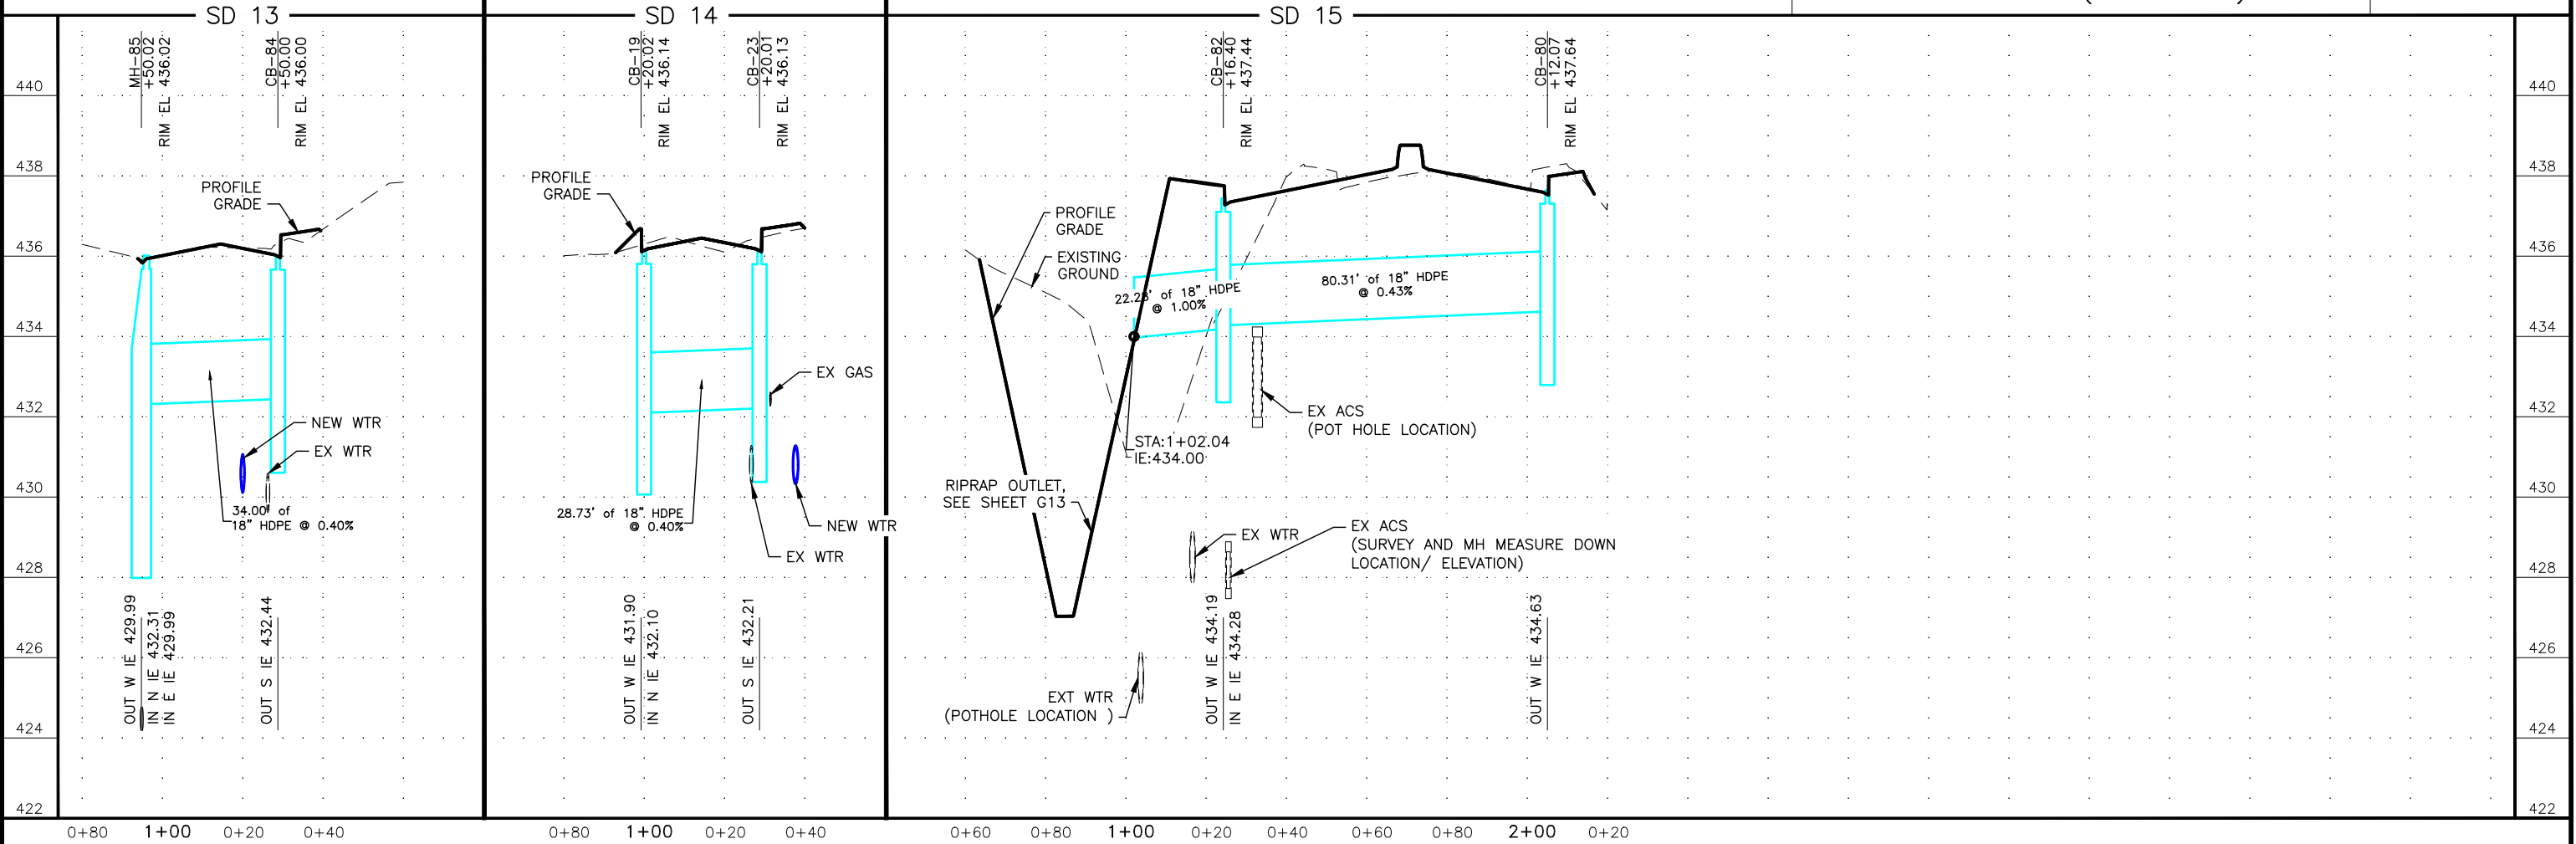 SD 13
SD 14
SD 15
MH-85
+50.02
RIM EL 436.02
CB-84
+50.00
RIM EL 436.00
CB-19
+20.02
RIM EL 436.14
CB-23
+20.01
RIM EL 436.13
CB-82
+16.40
RIM EL 437.44
CB-80
+12.07
RIM EL 437.64
440
438
436
434
432
430
428
426
424
422
PROFILE
GRADE
NEW WTR
EX WTR
34.00' of
18" HDPE @ 0.40%
OUT W IE 429.99
IN N IE 432.31
IN E IE 429.99
OUT S IE 432.44
PROFILE
GRADE
EX GAS
28.73' of 18" HDPE
@ 0.40%
NEW WTR
EX WTR
OUT W IE 431.90
IN N IE 432.10
OUT S IE 432.21
PROFILE
GRADE
EXISTING
GROUND
22.23' of 18" HDPE
@ 1.00%
80.31' of 18" HDPE
@ 0.43%
EX ACS
(POT HOLE LOCATION)
STA:1+02.04
IE:434.00
RIPRAP OUTLET,
SEE SHEET G13
EX WTR
EX ACS
(SURVEY AND MH MEASURE DOWN
LOCATION/ ELEVATION)
EXT WTR
(POTHOLE LOCATION )
OUT W IE 434.19
IN E IE 434.28
OUT W IE 434.63
440
438
436
434
432
430
428
426
424
422
0+80 1+00 0+20 0+40
0+80 1+00 0+20 0+40
0+60 0+80 1+00 0+20 0+40 0+60 0+80 2+00 0+20